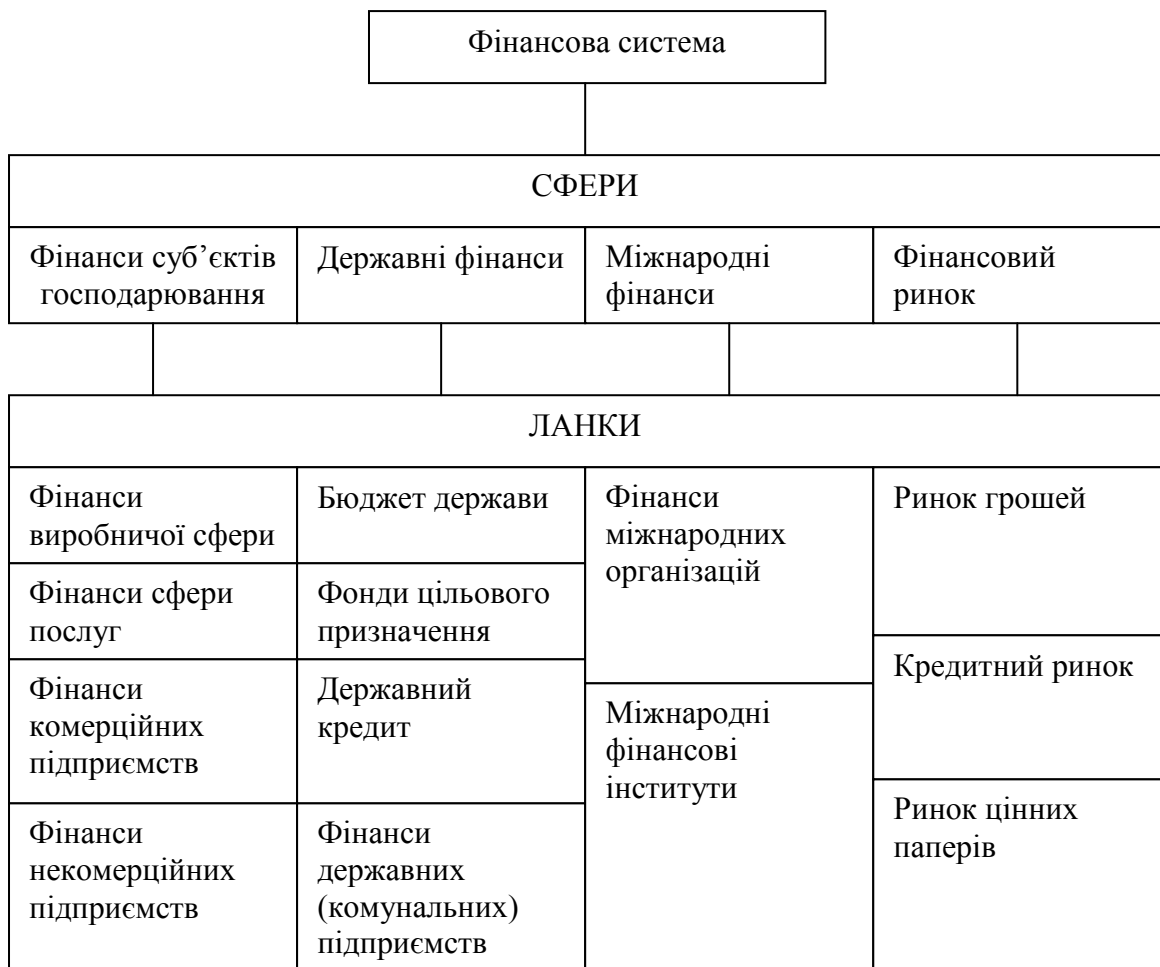 Фінансова система
СФЕРИ
Фінанси суб’єктів
господарювання
Державні фінанси
Міжнародні
фінанси
Фінансовий
ринок
ЛАНКИ
Фінанси
виробничої сфери
Фінанси сфери
послуг
Фінанси
комерційних
підприємств
Фінанси
некомерційних
підприємств
Бюджет держави
Фонди цільового
призначення
Державний
кредит
Фінанси
державних
(комунальних)
підприємств
Фінанси
міжнародних
організацій
Міжнародні
фінансові
інститути
Ринок грошей
Кредитний ринок
Ринок цінних
паперів